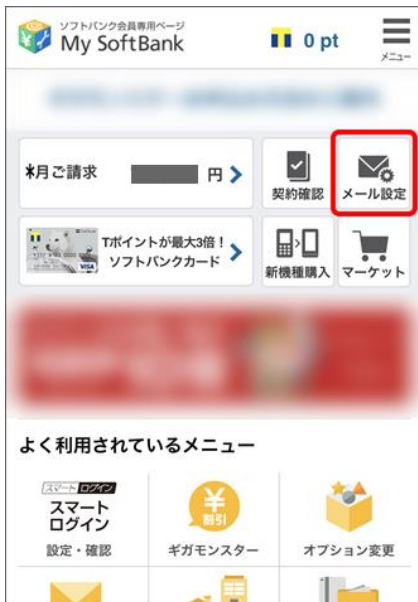 ソフトバンク会員専用ページ
My SoftBank
0 pt
メニュー
*月ご請求
円
契約確認
メール設定
Tポイントが最大3倍！
ソフトバンクカード
VISA
新機種購入
マーケット
よく利用されているメニュー
スマート ログイン
スマート
ログイン
設定・確認
¥
割引
ギガモンスター
オプション変更